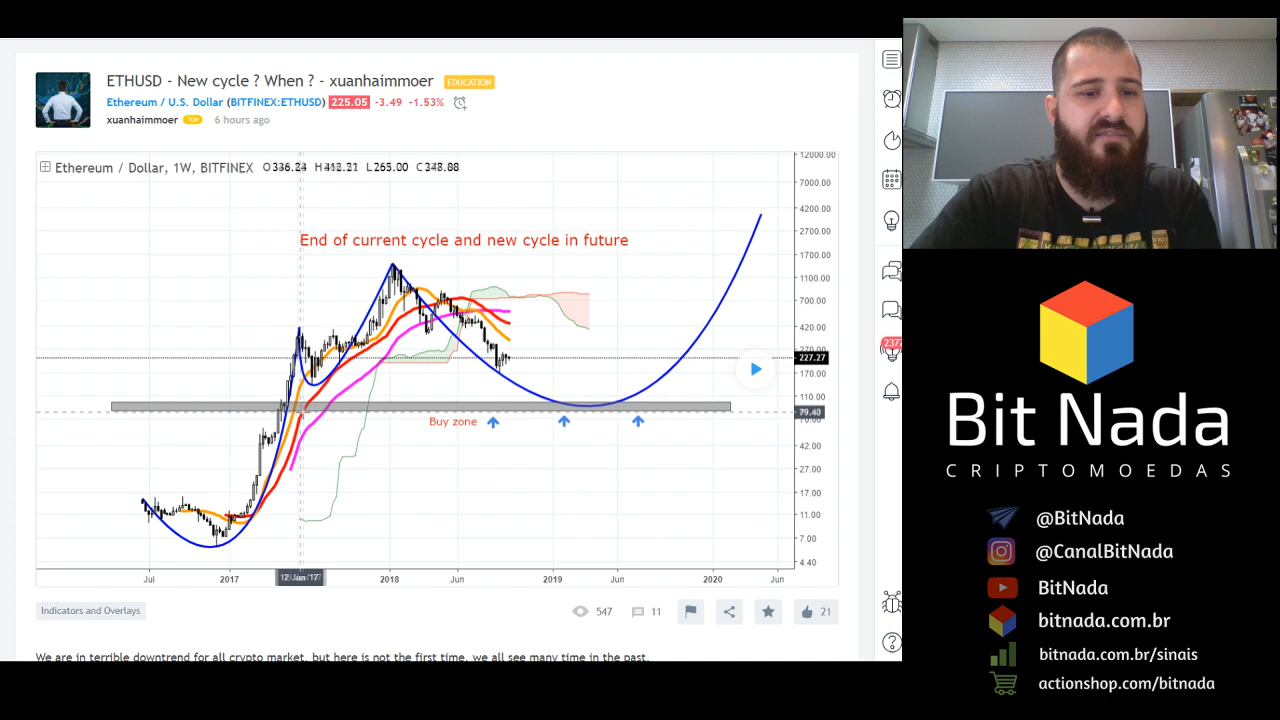 ETHUSD - New cycle ? When ? - xuanhaimmoer EDUCATION
Ethereum / U.S. Dollar (BITFINEX:ETHUSD) 225.05 -3.49 -1.53%
xuanhaimmoer TOP 6 hours ago
Ethereum / Dollar, 1W, BITFINEX L265.00
12000.00
7000.00
4200.00
End of current cycle and new cycle in future
2700.00
1700.00
1100.00
700.00
420.00
2377
270.00
227.27
170.00
110.00
79.40
Buy zone
70.00
42.00
27.00
17.00
11.00
7.00
4.40
Jul 2017 2018 Jun 2019 Jun 2020 Jun
Indicators and Overlays 547 11 21
We are in terrible downtrend for all crypto market, but here is not the first time, we all see many time in the past.
Bit Nada
CRIPTOMOEDAS
@BitNada
@CanalBitNada
BitNada
bitnada.com.br
bitnada.com.br/sinais
actionshop.com/bitnada